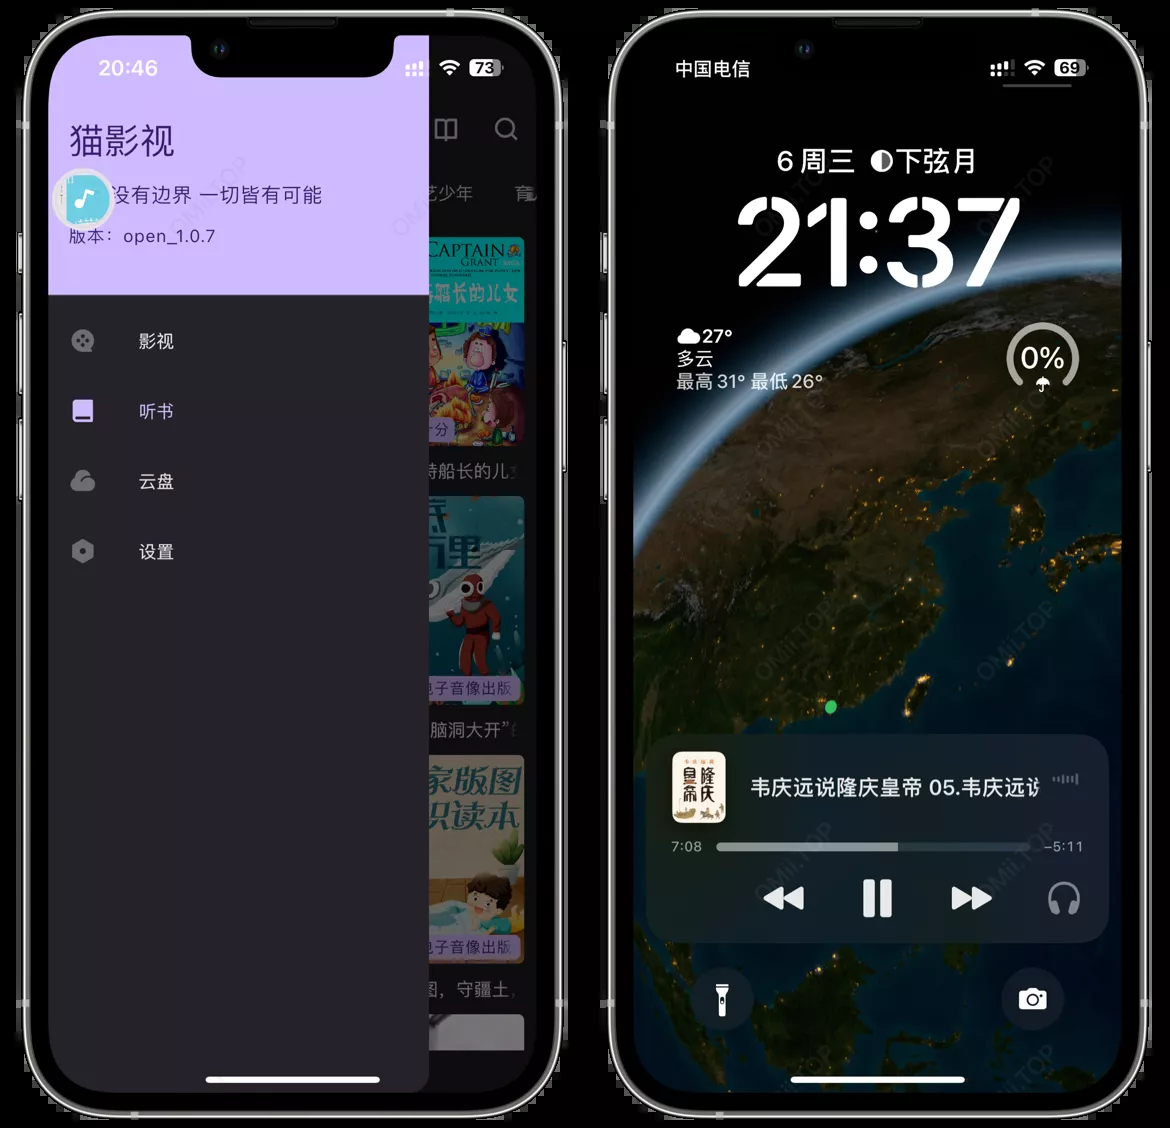 20:46
73
猫影视
没有边界 一切皆有可能
版本: open_1.0.7
影视
听书
云盘
设置
艺少年
育
CAPTAIN
GRANT
船长的儿女
分
特船长的儿
里
电子音像出版
脑洞大开”
家版图
识读本
电子音像出版
图，守疆土
中国电信
69
6 周三 下弦月
21:37
27°
多云
最高 31° 最低 26°
0%
隆庆
皇帝
韦庆远说隆庆皇帝 05.韦庆远说
7:08
−5:11
OMii.TOP